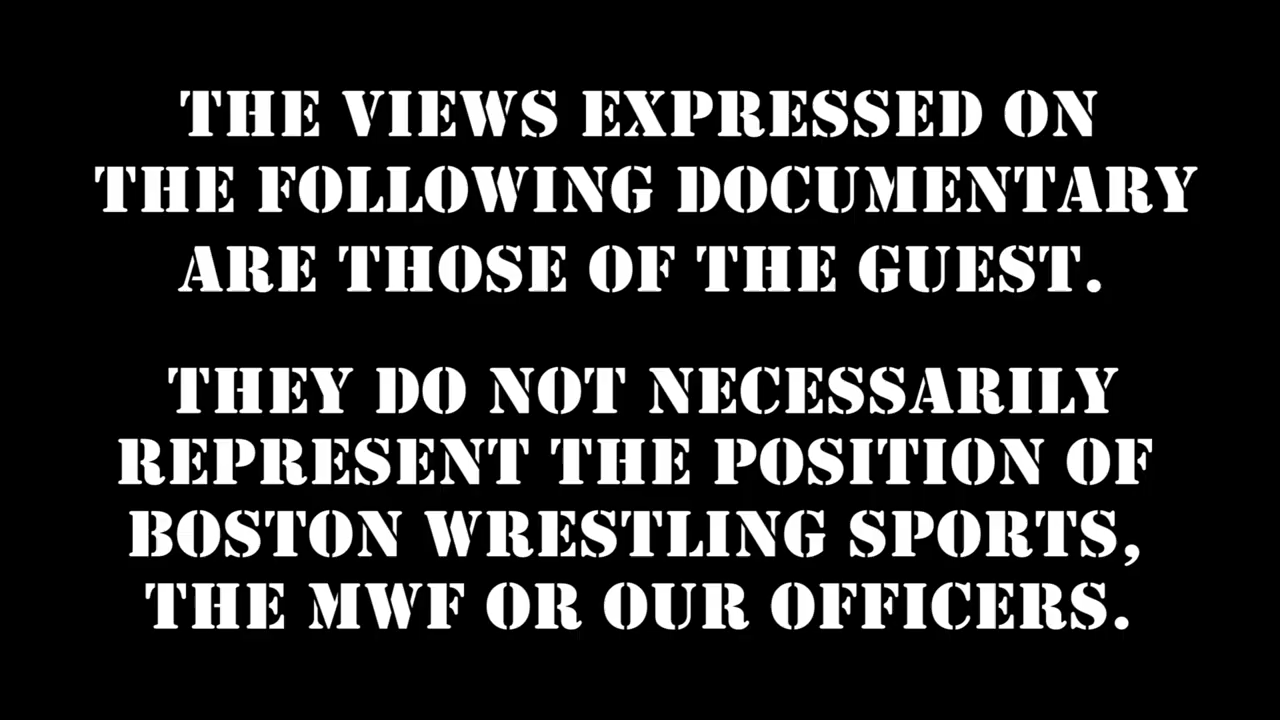 THE VIEWS EXPRESSED ON
THE FOLLOWING DOCUMENTARY
ARE THOSE OF THE GUEST.
THEY DO NOT NECESSARILY
REPRESENT THE POSITION OF
BOSTON WRESTLING SPORTS,
THE MWF OR OUR OFFICERS.